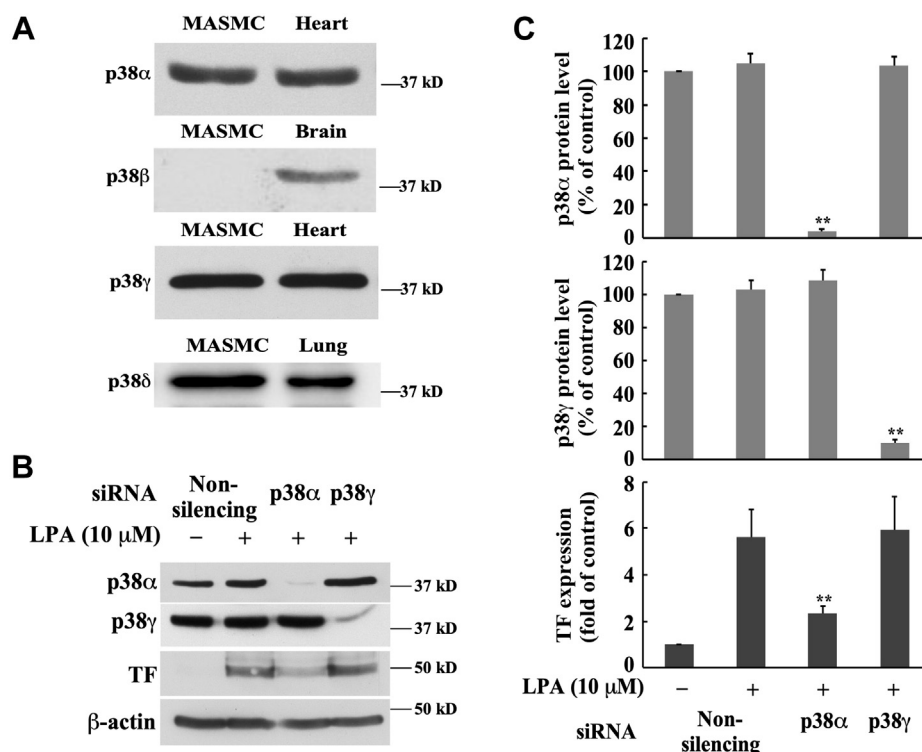 A
MASMC Heart
p38α
37 kD
MASMC Brain
p38β
37 kD
MASMC Heart
p38γ
37 kD
MASMC Lung
p38δ
37 kD
B
siRNA
Non-
silencing
p38α p38γ
LPA (10 µM) − + + +
p38α
37 kD
p38γ
37 kD
TF
50 kD
50 kD
β-actin
C
p38α protein level
(% of control)
120
100
80
60
40
20
0
**
p38γ protein level
(% of control)
120
100
80
60
40
20
0
**
TF expression
(fold of control)
8
6
4
2
0
**
LPA (10 µM) − + + +
siRNA
Non-
silencing
p38α p38γ